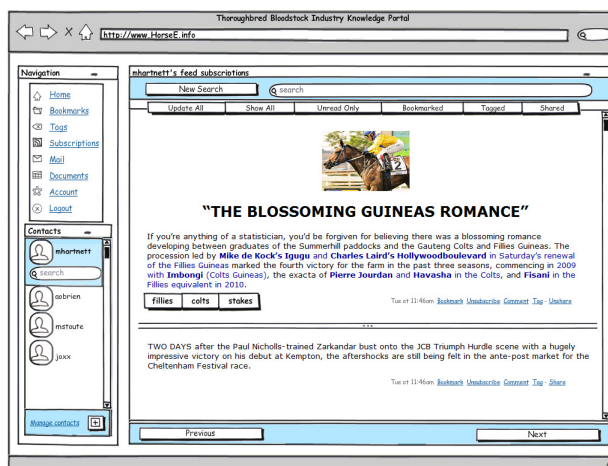 Thoroughbred Bloodstock Industry Knowledge Portal
http://www.HorseE.info
Navigation
Home
Bookmarks
Tags
Subscriptions
Mail
Documents
Account
Logout
Contacts
mhartnett
search
aobrien
mstoute
jaxx
Manage contacts
mhartnett's feed subscriptions
New Search
search
Update All Show All Unread Only Bookmarked Tagged Shared
2
“THE BLOSSOMING GUINEAS ROMANCE”
If you're anything of a statistician, you'd be forgiven for believing there was a blossoming romance
developing between graduates of the Summerhill paddocks and the Gauteng Colts and Fillies Guineas. The
procession led by Mike de Kock's Igugu and Charles Laird's Hollywoodboulevard in Saturday's renewal
of the Fillies Guineas marked the fourth victory for the farm in the past three seasons, commencing in 2009
with Imbongi (Colts Guineas), the exacta of Pierre Jourdan and Havasha in the Colts, and Fisani in the
Fillies equivalent in 2010.
fillies colts stakes
Tue at 11:46am Bookmark Unsubscribe Comment Tag - Unshare
TWO DAYS after the Paul Nicholls-trained Zarkandar bust onto the JCB Triumph Hurdle scene with a hugely
impressive victory on his debut at Kempton, the aftershocks are still being felt in the ante-post market for the
Cheltenham Festival race.
Tue at 11:46am Bookmark Unsubscribe Comment Tag - Share
Previous Next